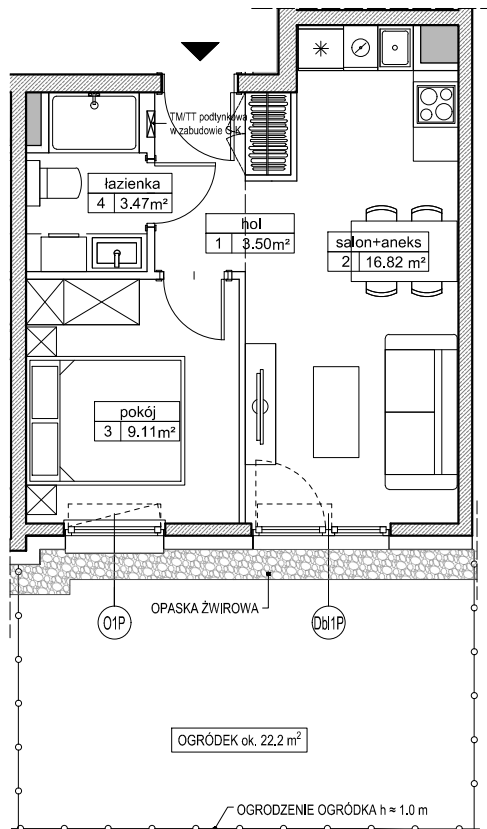 TM/TT podtynkowa
w zabudowie G-K
łazienka
4 3.47m²
hol
1 3.50m²
salon+aneks
2 16.82 m²
pokój
3 9.11m²
OPASKA ŻWIROWA
O1P
Db1P
OGRÓDEK ok. 22.2 m²
OGRODZENIE OGRÓDKA h ≈ 1.0 m